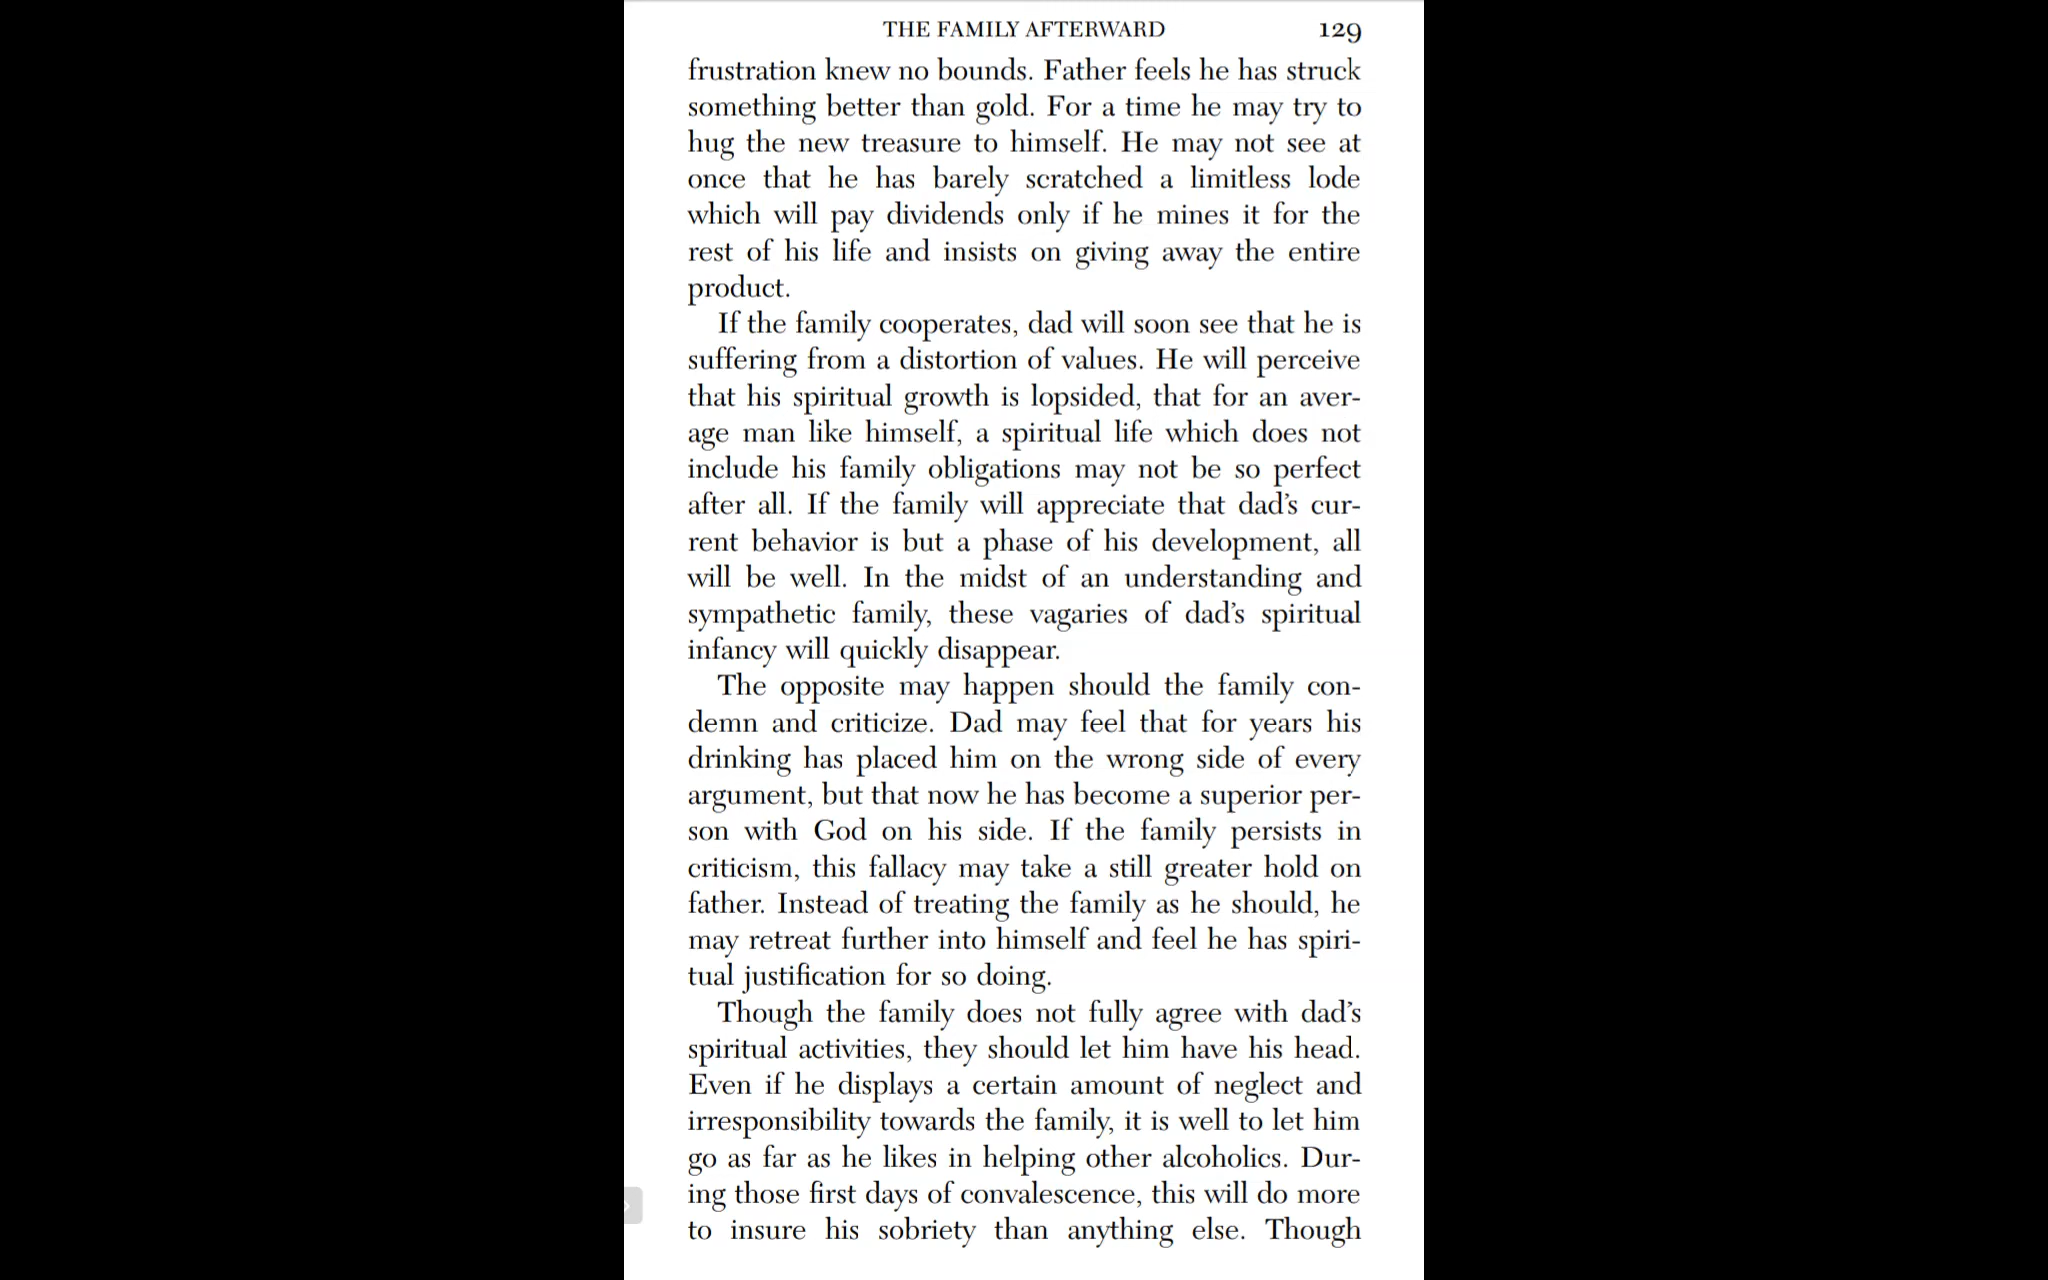 THE FAMILY AFTERWARD 129
frustration knew no bounds. Father feels he has struck
something better than gold. For a time he may try to
hug the new treasure to himself. He may not see at
once that he has barely scratched a limitless lode
which will pay dividends only if he mines it for the
rest of his life and insists on giving away the entire
product.
If the family cooperates, dad will soon see that he is
suffering from a distortion of values. He will perceive
that his spiritual growth is lopsided, that for an aver-
age man like himself, a spiritual life which does not
include his family obligations may not be so perfect
after all. If the family will appreciate that dad’s cur-
rent behavior is but a phase of his development, all
will be well. In the midst of an understanding and
sympathetic family, these vagaries of dad’s spiritual
infancy will quickly disappear.
The opposite may happen should the family con-
demn and criticize. Dad may feel that for years his
drinking has placed him on the wrong side of every
argument, but that now he has become a superior per-
son with God on his side. If the family persists in
criticism, this fallacy may take a still greater hold on
father. Instead of treating the family as he should, he
may retreat further into himself and feel he has spiri-
tual justification for so doing.
Though the family does not fully agree with dad’s
spiritual activities, they should let him have his head.
Even if he displays a certain amount of neglect and
irresponsibility towards the family, it is well to let him
go as far as he likes in helping other alcoholics. Dur-
ing those first days of convalescence, this will do more
to insure his sobriety than anything else. Though